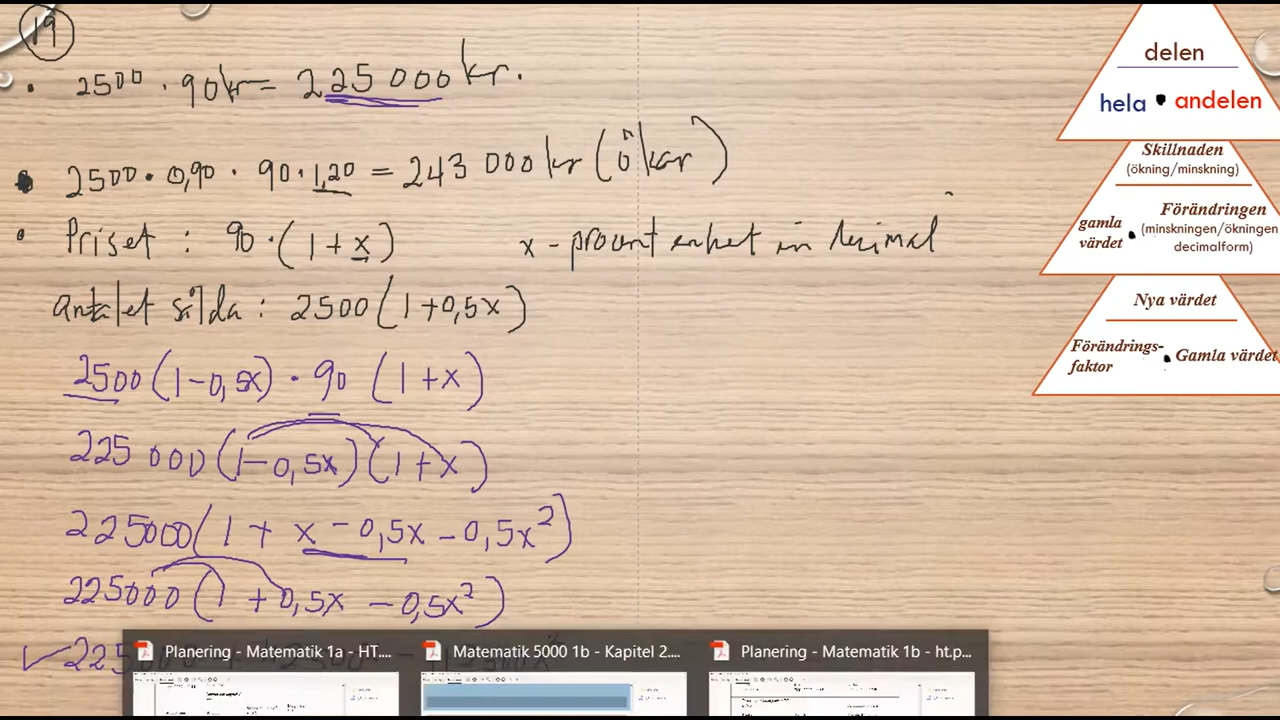 19
• 2500 · 90kr = 225 000 kr.
• 2500 · 0,90 · 90 · 1,20 = 243 000 kr (ökar)
• Priset : 90 · (1 + x) x - procent enhet in decimal
antalet sålda : 2500 (1 + 0,5x)
2500 (1 - 0,5x) · 90 (1 + x)
225 000 (1 - 0,5x) (1 + x)
225000 (1 + x - 0,5x - 0,5x²)
225000 (1 + 0,5x - 0,5x²)
225
delen
hela • andelen
Skillnaden
(ökning/minskning)
gamla
värdet
•
Förändringen
(minskningen/ökningen
decimalform)
Nya värdet
Förändrings-
faktor
• Gamla värdet
Planering - Matematik 1a - HT....
Matematik 5000 1b - Kapitel 2....
Planering - Matematik 1b - ht.p...